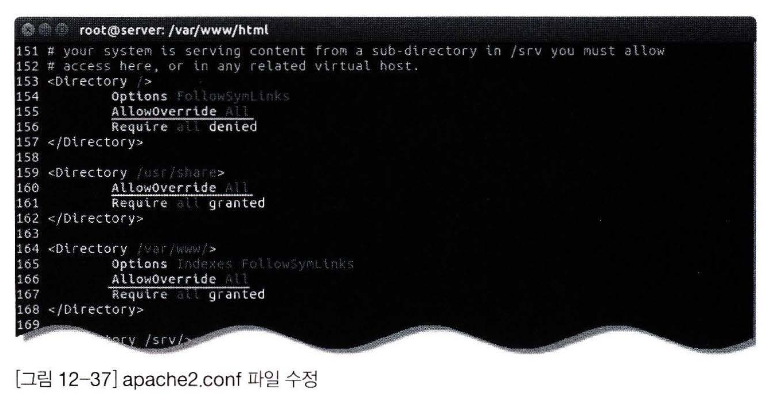 root@server: /var/www/html
151 # your system is serving content from a sub-directory in /srv you must allow
152 # access here, or in any related virtual host.
153 <Directory />
154 Options FollowSymLinks
155 AllowOverride All
156 Require all denied
157 </Directory>
158
159 <Directory /usr/share>
160 AllowOverride All
161 Require all granted
162 </Directory>
163
164 <Directory /var/www/>
165 Options Indexes FollowSymLinks
166 AllowOverride All
167 Require all granted
168 </Directory>
169
ory /srv/>
[그림 12-37] apache2.conf 파일 수정